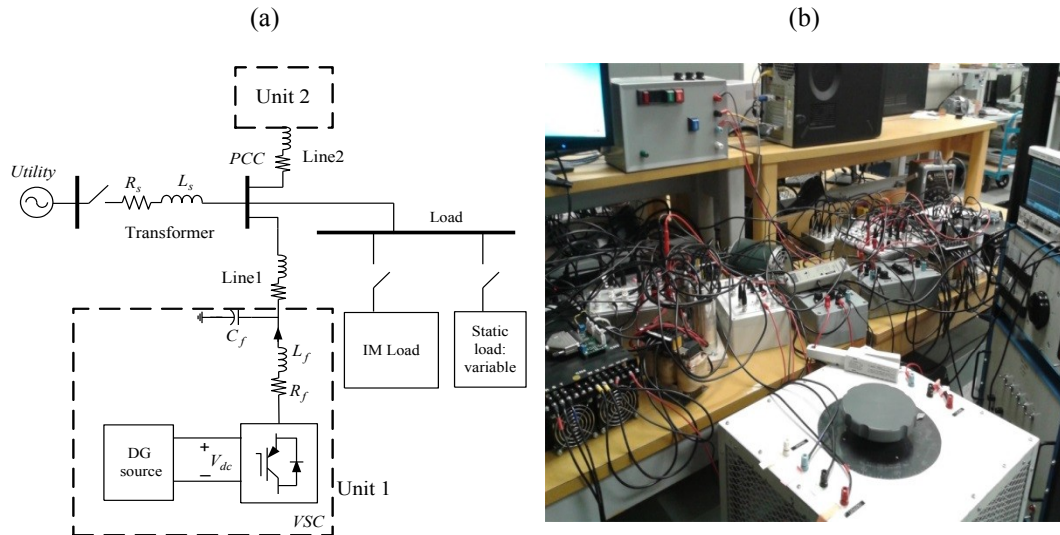 (a)
(b)
Unit 2
PCC
Line2
Utility
R_s
L_s
Transformer
Load
Line1
C_f
L_f
R_f
IM Load
Static
load:
variable
DG
source
+
V_dc
–
Unit 1
VSC